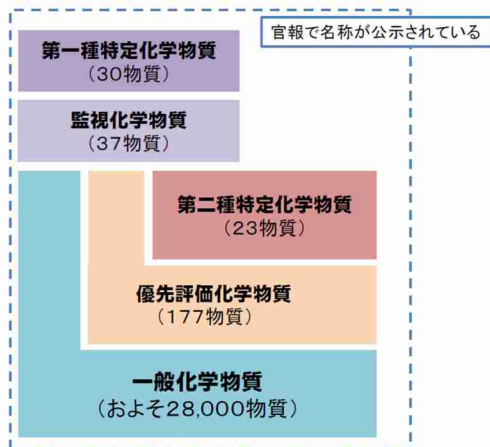 官報で名称が公示されている
第一種特定化学物質
(30物質)
監視化学物質
(37物質)
第二種特定化学物質
(23物質)
優先評価化学物質
(177物質)
一般化学物質
(およそ28,000物質)